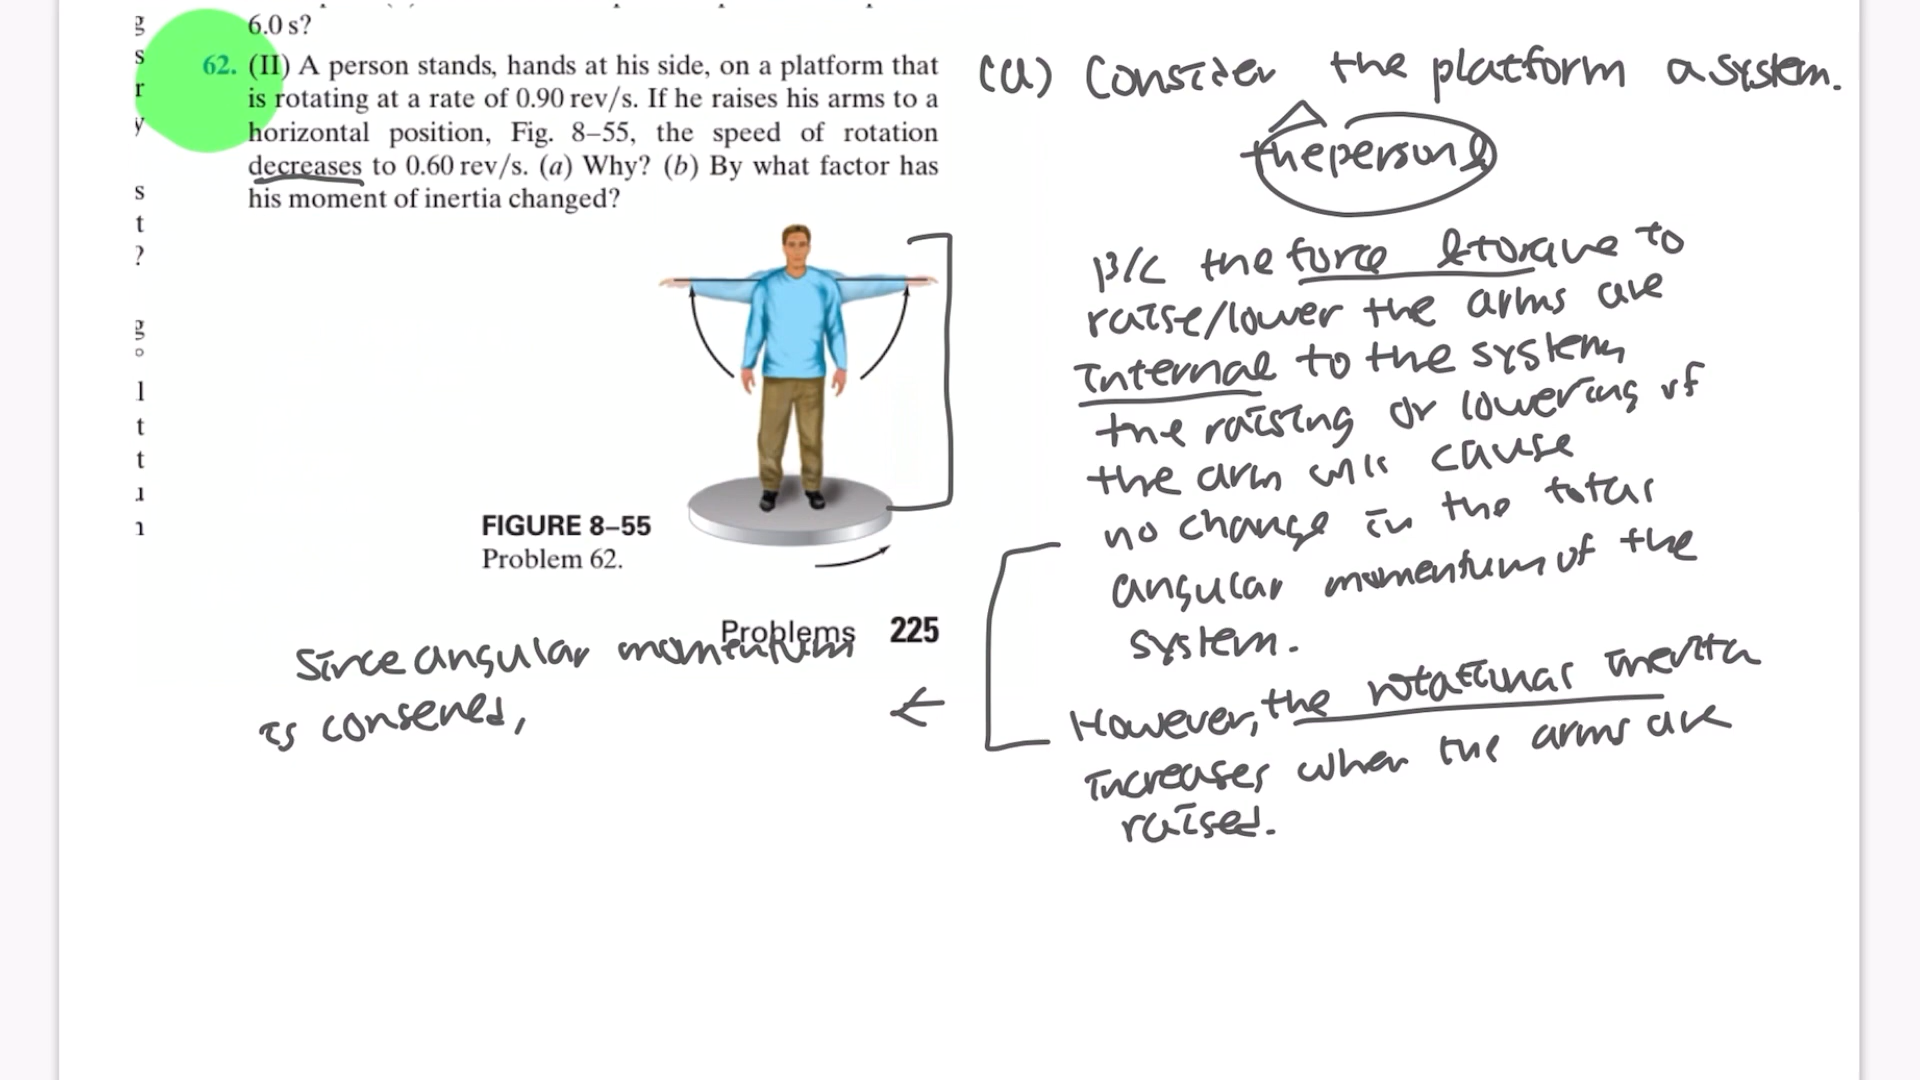 g
s
r
y
s
t
?
g
l
t
t
1
1
6.0 s?
62. (II) A person stands, hands at his side, on a platform that
is rotating at a rate of 0.90 rev/s. If he raises his arms to a
horizontal position, Fig. 8–55, the speed of rotation
decreases to 0.60 rev/s. (a) Why? (b) By what factor has
his moment of inertia changed?
FIGURE 8–55
Problem 62.
Problems 225
(a) Consider the platform a system.
the person &
B/C the force & torque to
raise/lower the arms are
internal to the system,
the raising or lowering of
the arm will cause
no change in the total
angular momentum of the
system.
However, the rotational inertia
increases when the arms are
raised.
Since angular momentum
is conserved,